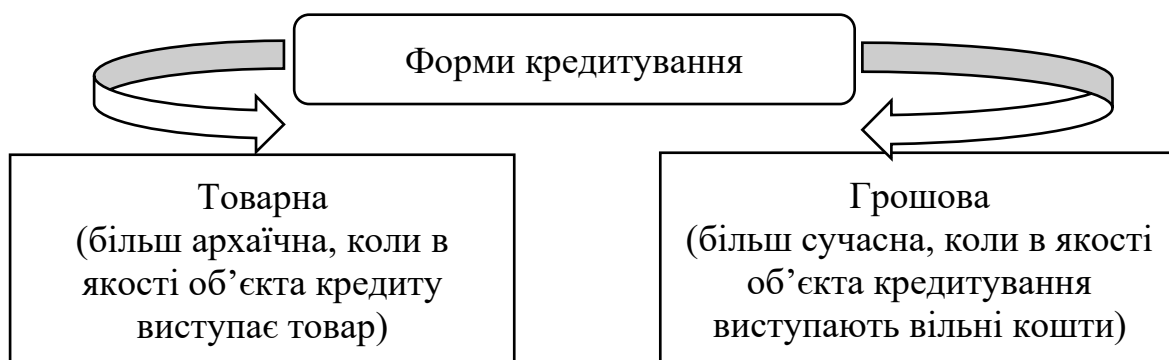 Форми кредитування
Товарна
(більш архаїчна, коли в
якості об’єкта кредиту
виступає товар)
Грошова
(більш сучасна, коли в якості
об’єкта кредитування
виступають вільні кошти)